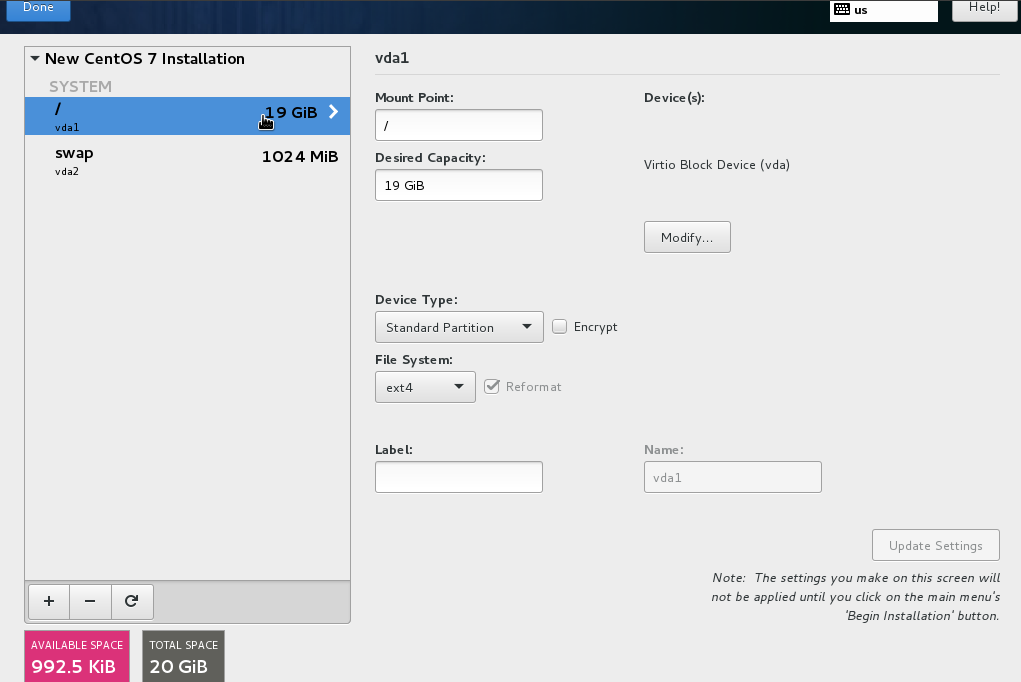 Done
us
Help!
New CentOS 7 Installation
SYSTEM
/
19 GiB
vda1
swap
1024 MiB
vda2
vda1
Mount Point:
/
Desired Capacity:
19 GiB
Device(s):
Virtio Block Device (vda)
Modify...
Device Type:
Standard Partition
Encrypt
File System:
ext4
Reformat
Label:
Name:
vda1
Update Settings
Note:  The settings you make on this screen will
not be applied until you click on the main menu's
'Begin Installation' button.
AVAILABLE SPACE
992.5 KiB
TOTAL SPACE
20 GiB